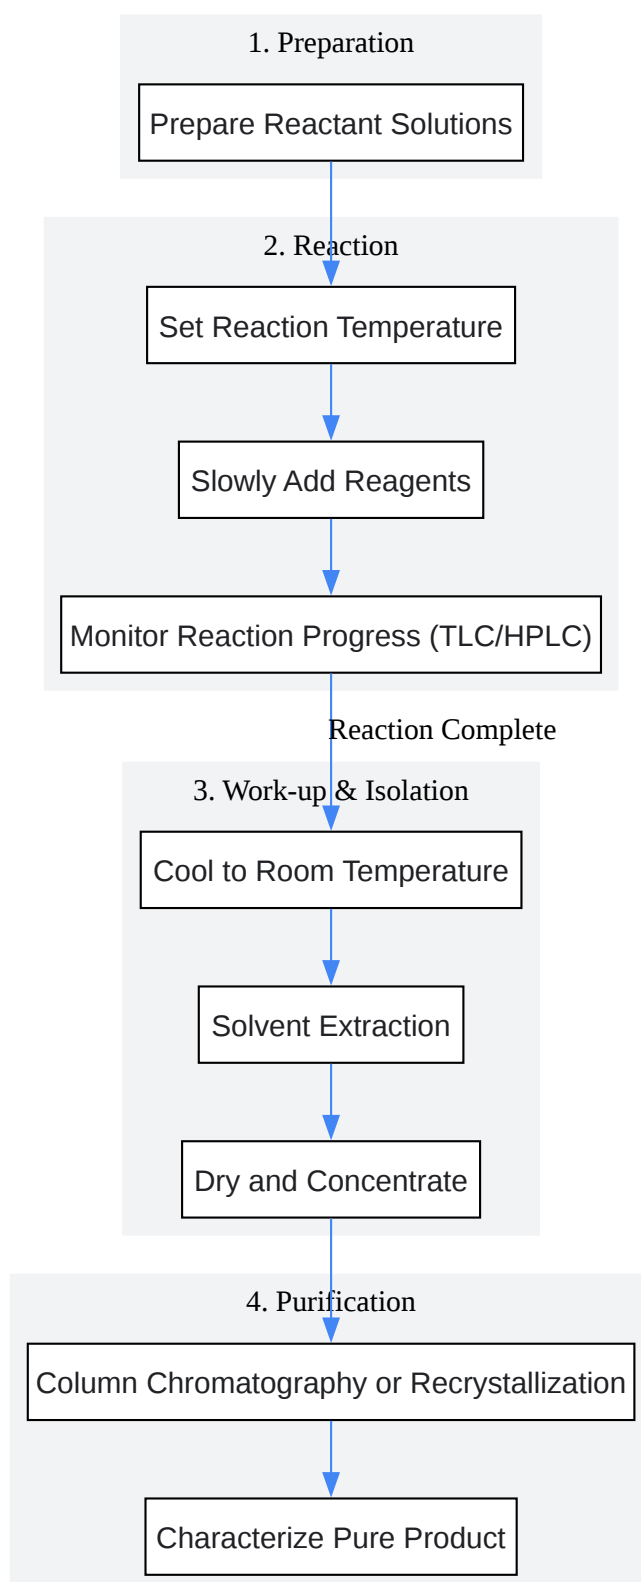 1. Preparation
Prepare Reactant Solutions
2. Reaction
Set Reaction Temperature
Slowly Add Reagents
Monitor Reaction Progress (TLC/HPLC)
Reaction Complete
3. Work-up & Isolation
Cool to Room Temperature
Solvent Extraction
Dry and Concentrate
4. Purification
Column Chromatography or Recrystallization
Characterize Pure Product